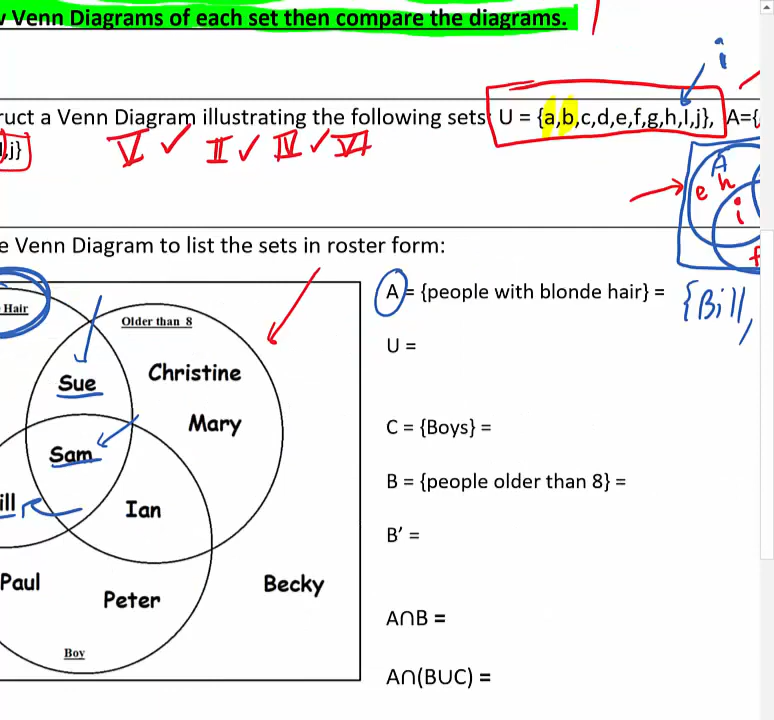 Venn Diagrams of each set then compare the diagrams.
i
ruct a Venn Diagram illustrating the following sets U = {a,b,c,d,e,f,g,h,I,j}, A={
,j} V ✓ II ✓ IV ✓ VI
A
e h
i
f
e Venn Diagram to list the sets in roster form:
Hair
Older than 8
Sue
Christine
Mary
Sam
ill
Ian
Paul
Peter
Becky
Boy
A = {people with blonde hair} = {Bill,
U =
C = {Boys} =
B = {people older than 8} =
B’ =
A∩B =
A∩(BUC) =